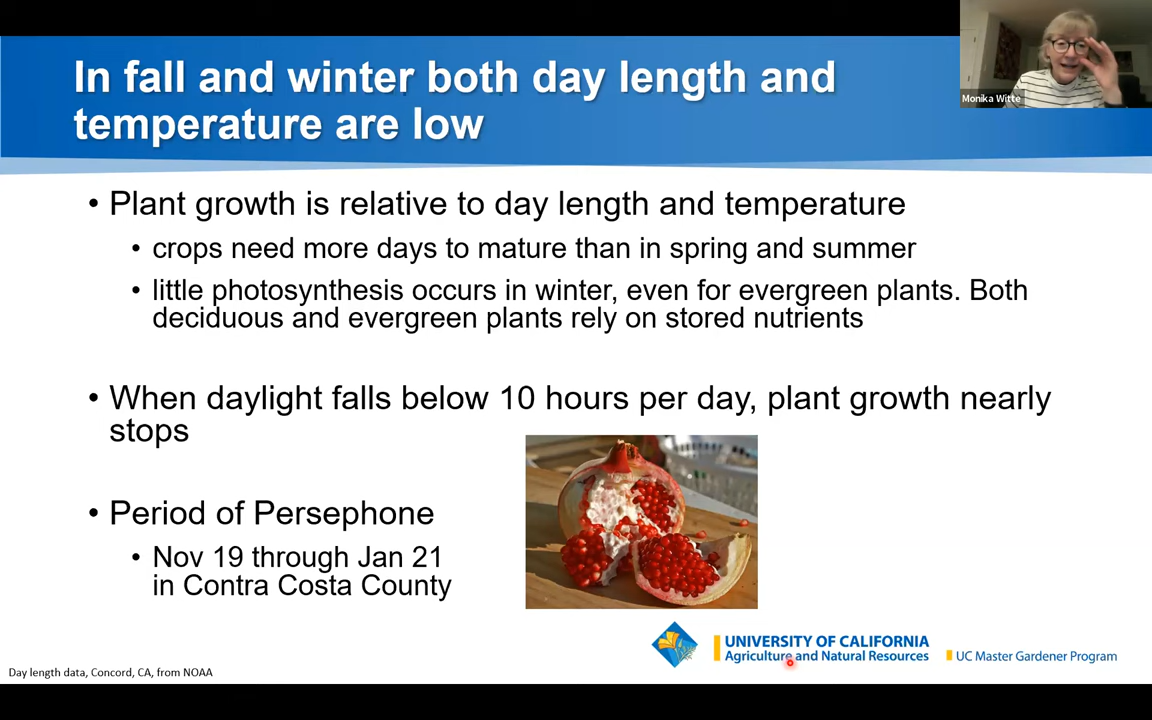 In fall and winter both day length and
temperature are low
Monika Witte
• Plant growth is relative to day length and temperature
• crops need more days to mature than in spring and summer
• little photosynthesis occurs in winter, even for evergreen plants. Both
deciduous and evergreen plants rely on stored nutrients
• When daylight falls below 10 hours per day, plant growth nearly
stops
• Period of Persephone
• Nov 19 through Jan 21
in Contra Costa County
UNIVERSITY OF CALIFORNIA
Agriculture and Natural Resources
UC Master Gardener Program
Day length data, Concord, CA, from NOAA